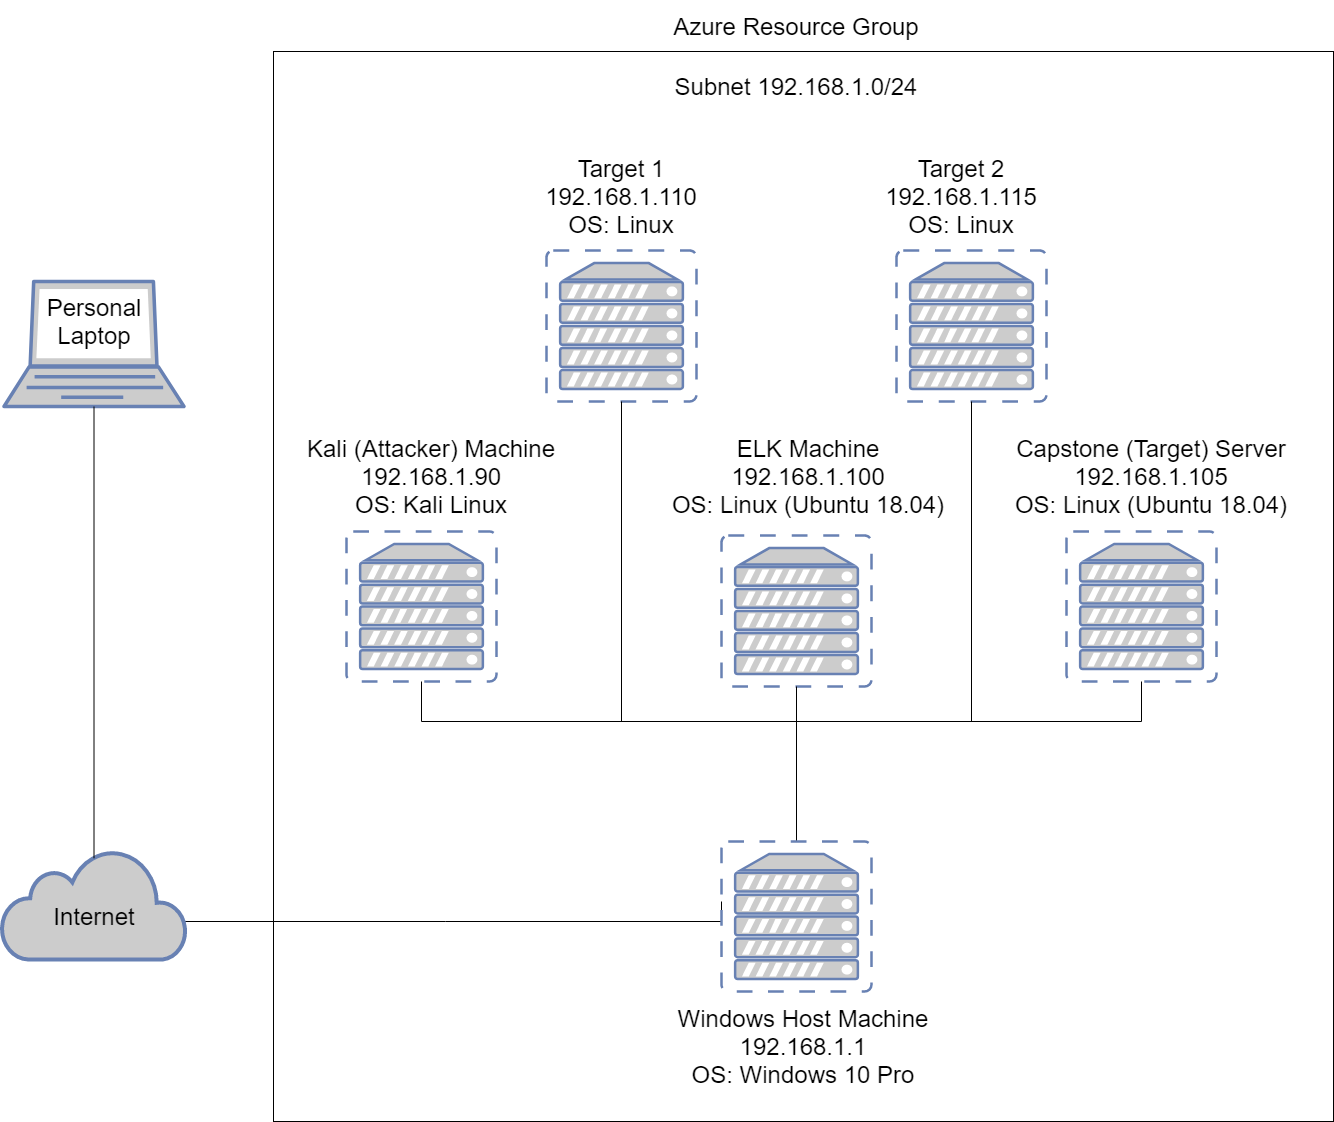 Azure Resource Group
Subnet 192.168.1.0/24
Target 1
192.168.1.110
OS: Linux
Target 2
192.168.1.115
OS: Linux
Personal
Laptop
Kali (Attacker) Machine
192.168.1.90
OS: Kali Linux
ELK Machine
192.168.1.100
OS: Linux (Ubuntu 18.04)
Capstone (Target) Server
192.168.1.105
OS: Linux (Ubuntu 18.04)
Internet
Windows Host Machine
192.168.1.1
OS: Windows 10 Pro